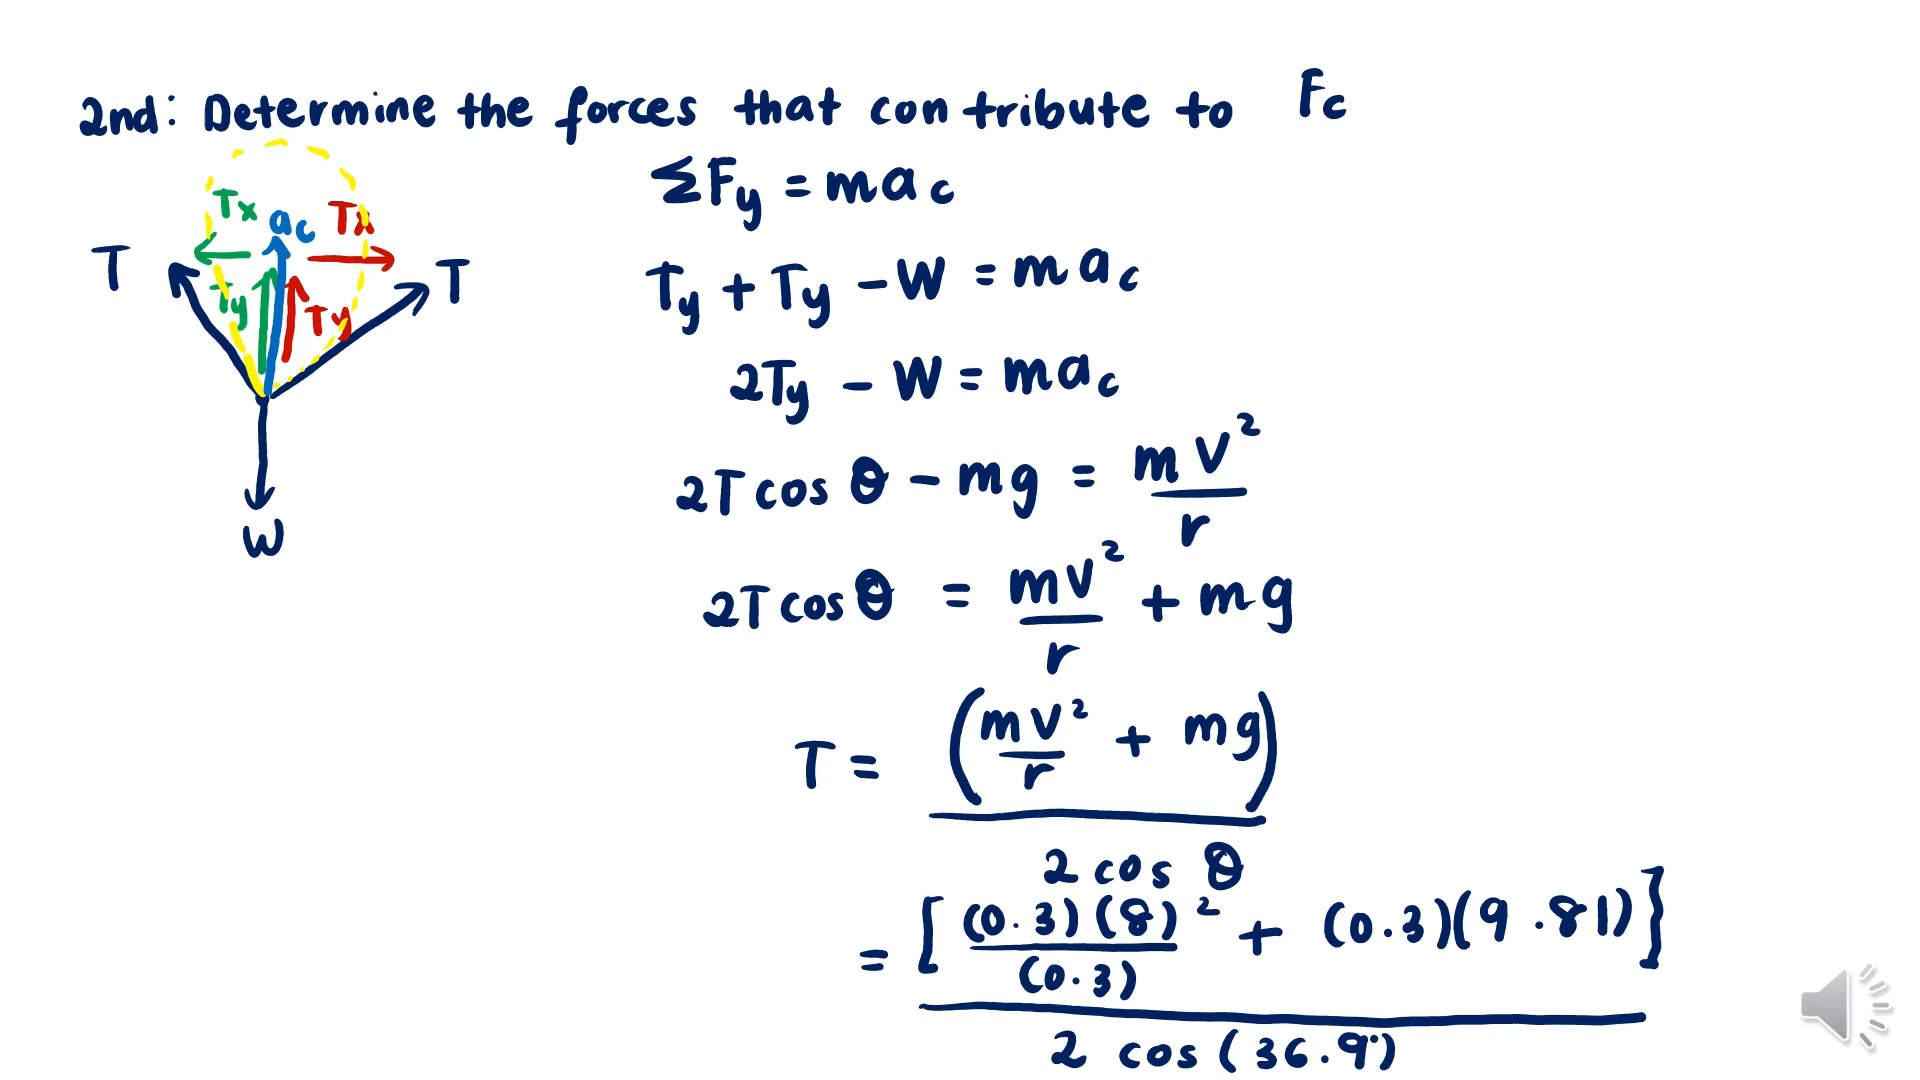 2nd: Determine the forces that contribute to Fc
ΣFy = mac
Tx ac Tx
T T
Ty Ty
W
Ty + Ty - W = mac
2Ty - W = mac
2T cos θ - mg = mv²/r
2T cos θ = mv²/r + mg
T = (mv²/r + mg) / 2 cos θ
= [(0.3)(8)²/(0.3) + (0.3)(9.81)] / 2 cos (36.9°)